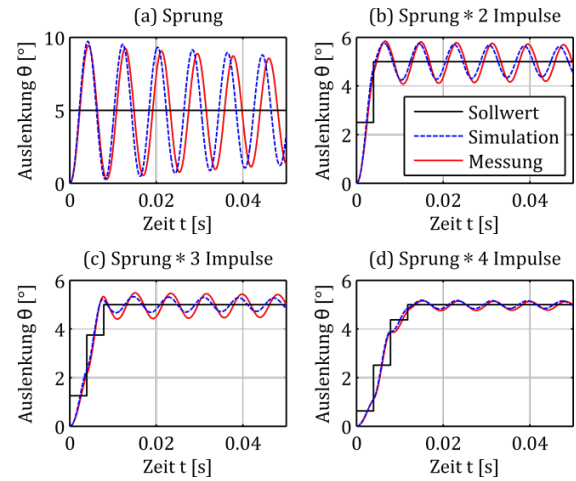 (a) Sprung
Auslenkung θ [°]
10
5
0
0 0.02 0.04
Zeit t [s]
(b) Sprung * 2 Impulse
Auslenkung θ [°]
6
4
2
0
Sollwert
Simulation
Messung
0 0.02 0.04
Zeit t [s]
(c) Sprung * 3 Impulse
Auslenkung θ [°]
6
4
2
0
0 0.02 0.04
Zeit t [s]
(d) Sprung * 4 Impulse
Auslenkung θ [°]
6
4
2
0
0 0.02 0.04
Zeit t [s]